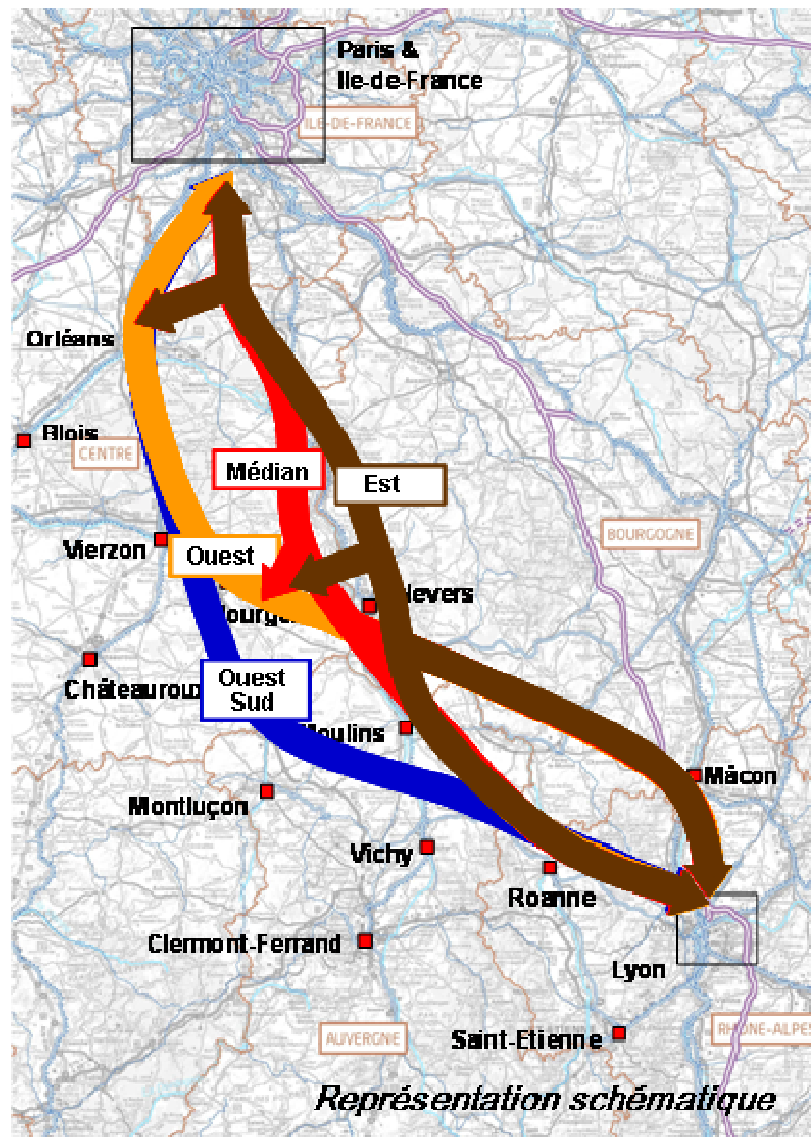 Paris &
Ile-de-France
ILE-DE-FRANCE
Orléans
Blois
CENTRE
Médian
Est
BOURGOGNE
Vierzon
Ouest
Nevers
Châteauroux
Ouest
Sud
Moulins
Mâcon
Montluçon
Vichy
Roanne
Clermont-Ferrand
Lyon
AUVERGNE
Saint-Etienne
RHONE-ALPES
Représentation schématique